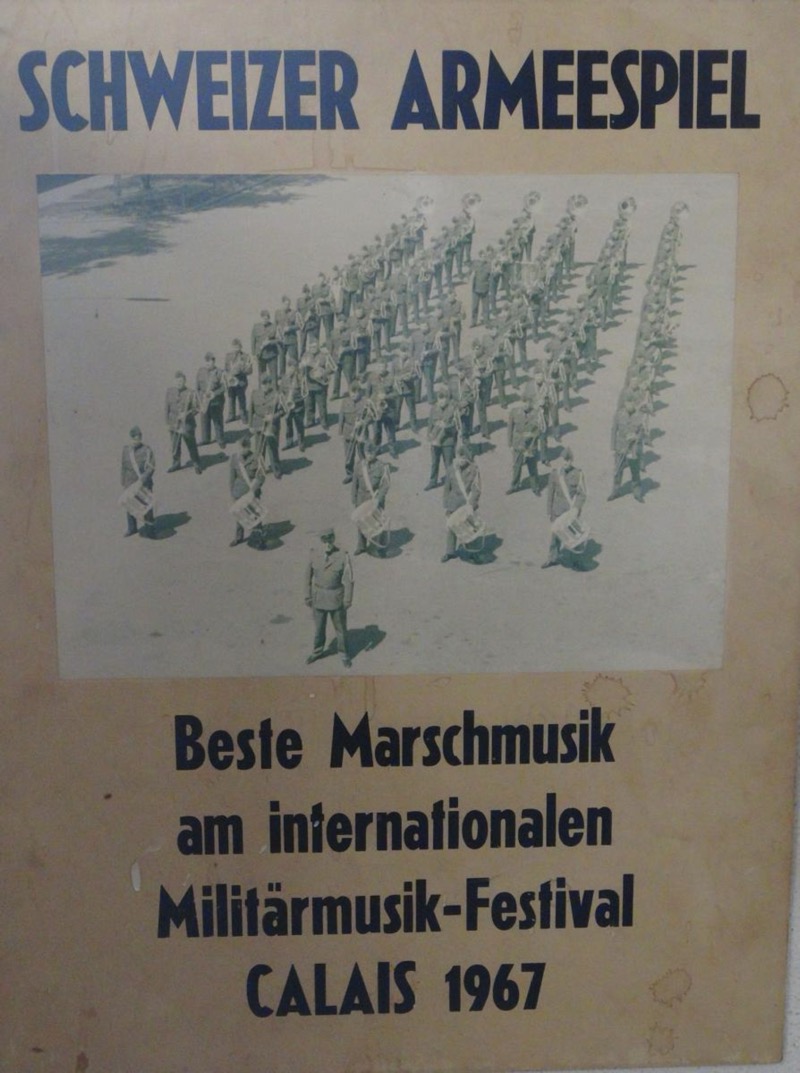 SCHWEIZER ARMEESPIEL
Beste Marschmusik
am internationalen
Militärmusik-Festival
CALAIS 1967